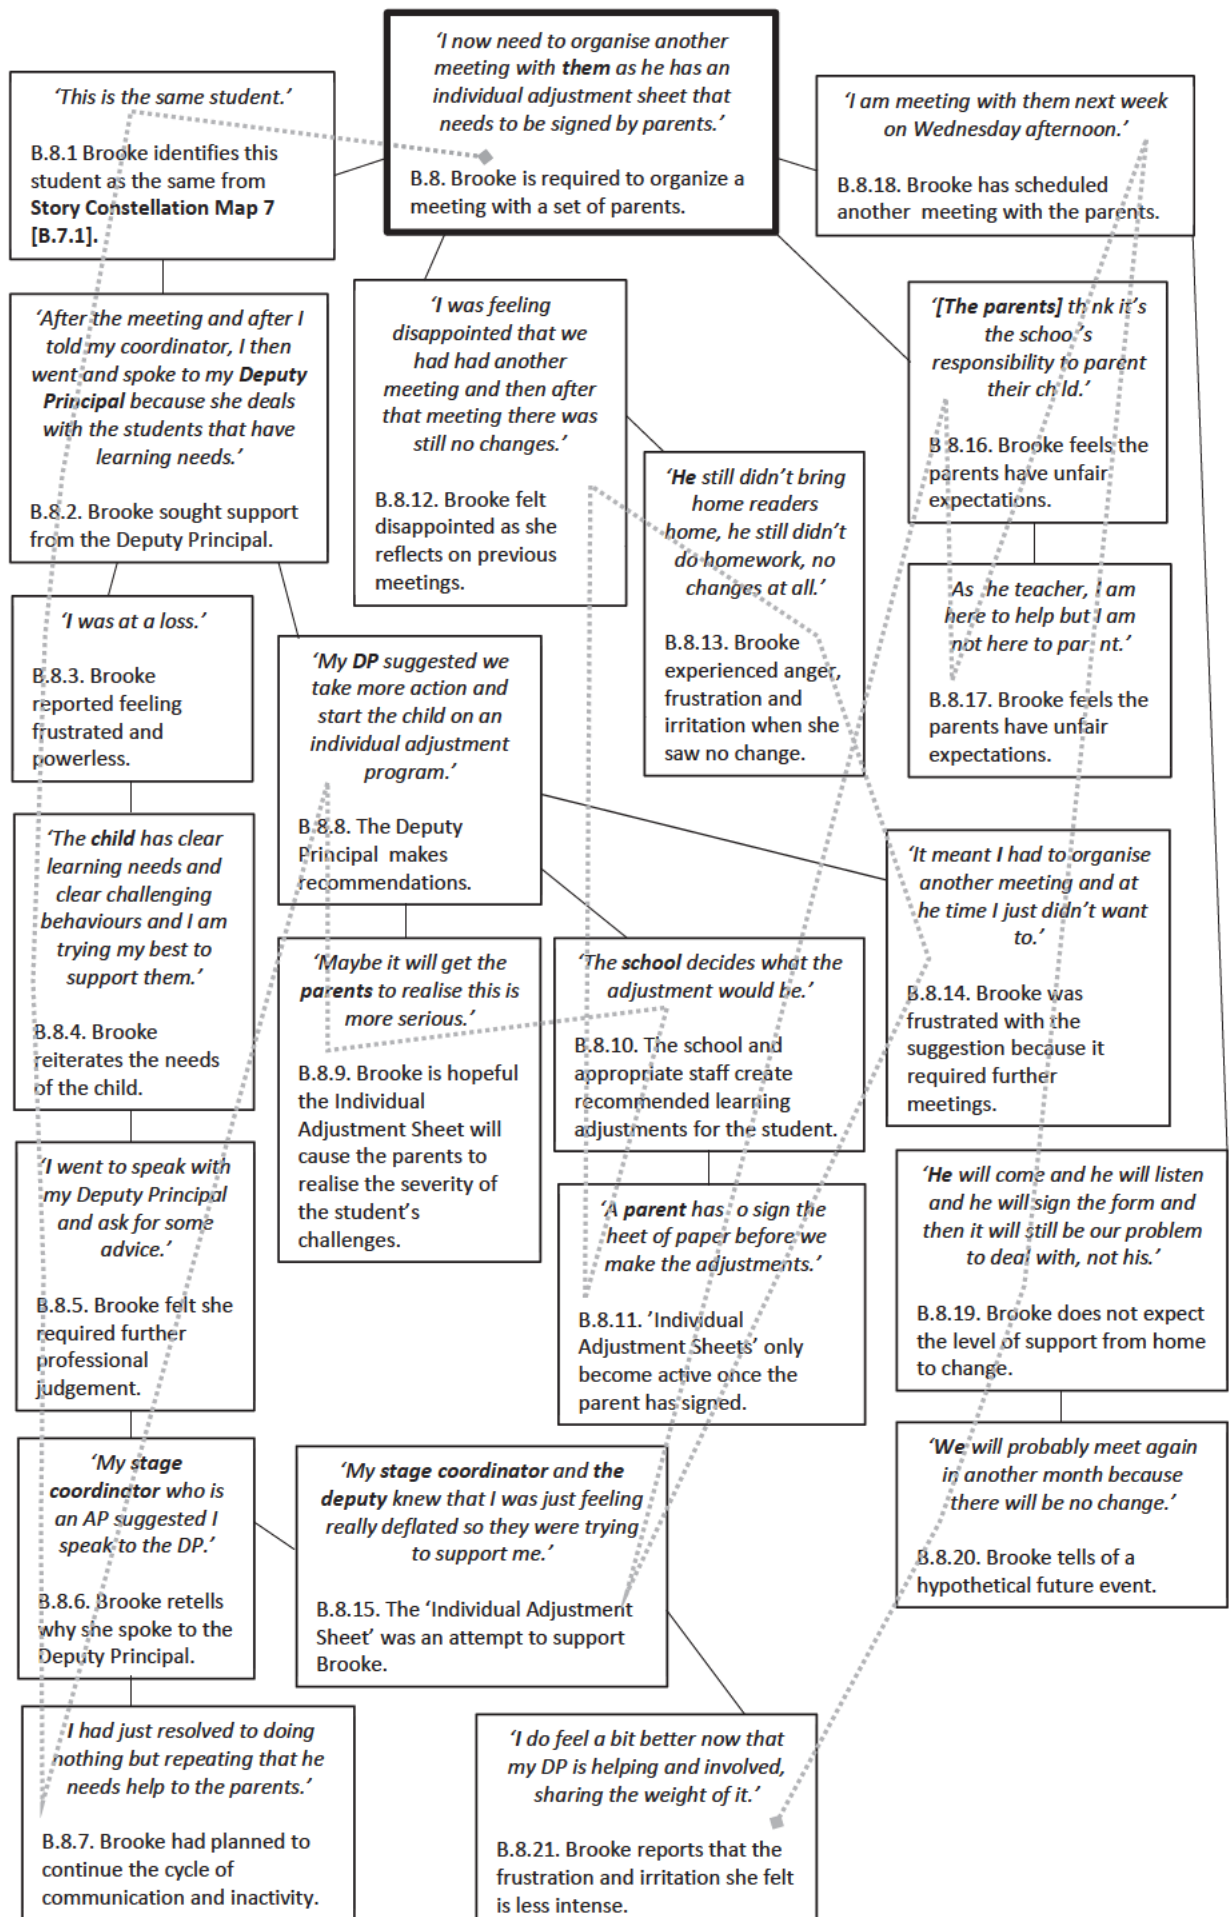 ‘I now need to organise another
meeting with them as he has an
individual adjustment sheet that
needs to be signed by parents.’
B.8. Brooke is required to organize a
meeting with a set of parents.
‘This is the same student.’
B.8.1 Brooke identifies this
student as the same from
Story Constellation Map 7
[B.7.1].
‘After the meeting and after I
told my coordinator, I then
went and spoke to my Deputy
Principal because she deals
with the students that have
learning needs.’
B.8.2. Brooke sought support
from the Deputy Principal.
‘I was at a loss.’
B.8.3. Brooke
reported feeling
frustrated and
powerless.
‘The child has clear
learning needs and
clear challenging
behaviours and I am
trying my best to
support them.’
B.8.4. Brooke
reiterates the needs
of the child.
‘I went to speak with
my Deputy Principal
and ask for some
advice.’
B.8.5. Brooke felt she
required further
professional
judgement.
‘My stage
coordinctor who is
an AP suggested I
speak to the DP.’
B.8.6. Brooke retells
why she spoke to the
Deputy Principal.
I had just resolved to doing
nothing but repeating that he
needs help to the parents.’
B.8.7. Brooke had planned to
continue the cycle of
communication and inactivity.
‘My DP suggested we
take more action and
start the child on an
individual adjustment
program.’
B.8.8. The Deputy
Principal makes
recommendations.
‘Maybe it will get the
parents to realise this is
more serious.’
B.8.9. Brooke is hopeful
the Individual
Adjustment Sheet will
cause the parents to
realise the severity of
the student’s
challenges.
‘The school decides what the
adjustment would be.’
B.8.10. The school and
appropriate staff create
recommended learning
adjustments for the student.
‘A parent has o sign the
heet of paper before we
make the adjustments.’
B.8.11. ’Individual
Adjustment Sheets’ only
become active once the
parent has signed.
‘I was feeling
disappointed that we
had had another
meeting and then after
that meeting there was
still no changes.’
B.8.12. Brooke felt
disappointed as she
reflects on previous
meetings.
‘He still didn’t bring
home readers
home, he still didn’t
do homework, no
changes at all.’
B.8.13. Brooke
experienced anger,
frustration and
irritation when she
saw no change.
‘It meant I had to organise
another meeting and at
he time I just didn’t want
to.’
B.8.14. Brooke was
frustrated with the
suggestion because it
required further
meetings.
‘My stage coordinator and the
deputy knew that I was just feeling
really deflated so they were trying
to support me.’
B.8.15. The ‘Individual Adjustment
Sheet’ was an attempt to support
Brooke.
‘[The parents] th nk it’s
the schoo ’s
responsibility to parent
their ch ld.’
B 8.16. Brooke feels the
parents have unfair
expectations.
As he teacher, I am
here to help but I am
not here to par nt.’
B.8.17. Brooke feels the
parents have unfair
expectations.
‘I am meeting with them next week
on Wednesday afternoon.’
B.8.18. Brooke has scheduled
another meeting with the parents.
‘He will come and he will listen
and he will sign the form and
then it will still be our problem
to deal with, not his.’
B.8.19. Brooke does not expect
the level of support from home
to change.
‘We will probably meet again
in another month because
there will be no change.’
B.8.20. Brooke tells of a
hypothetical future event.
‘I do feel a bit better now that
my DP is helping and involved,
sharing the weight of it.’
B.8.21. Brooke reports that the
frustration and irritation she felt
is less intense.